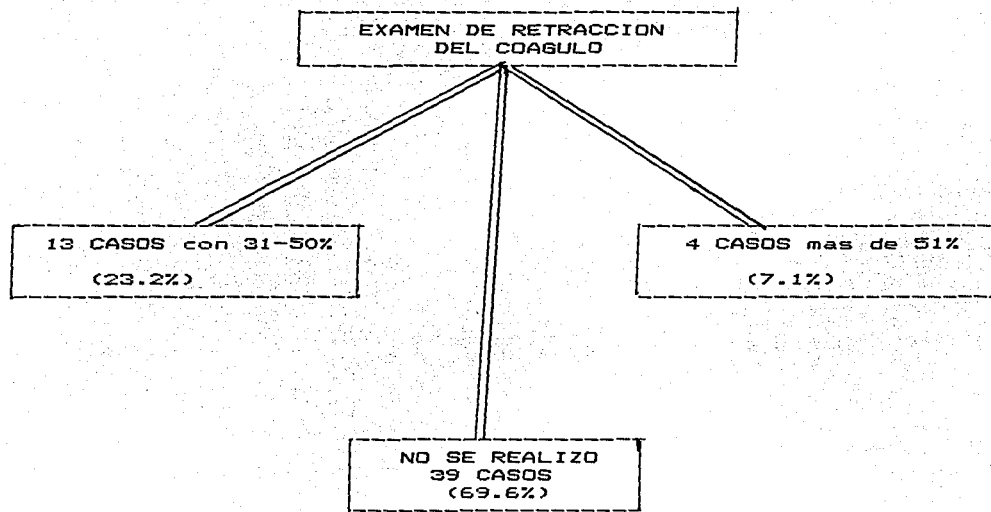 EXAMEN DE RETRACCION
DEL COAGULO
13 CASOS con 31-50%
(23.2%)
4 CASOS mas de 51%
(7.1%)
NO SE REALIZO
39 CASOS
(69.6%)